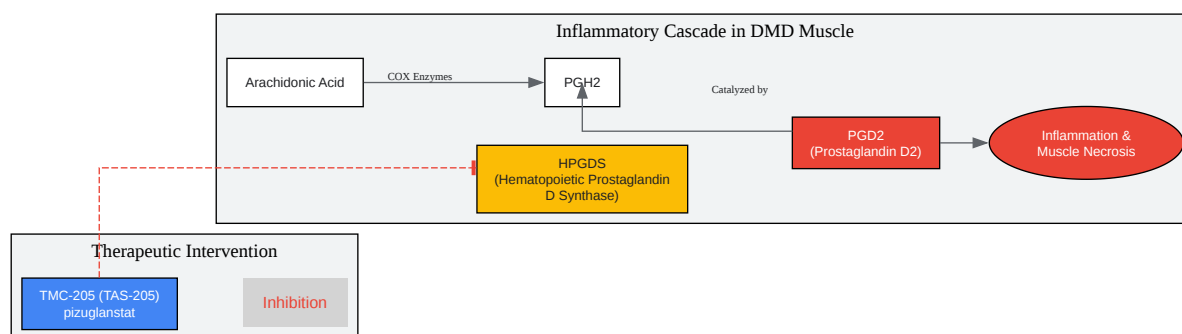 Inflammatory Cascade in DMD Muscle
Arachidonic Acid
COX Enzymes
PGH2
Catalyzed by
PGD2
(Prostaglandin D2)
Inflammation &
Muscle Necrosis
HPGDS
(Hematopoietic Prostaglandin
D Synthase)
Therapeutic Intervention
TMC-205 (TAS-205)
pizuglanstat
Inhibition